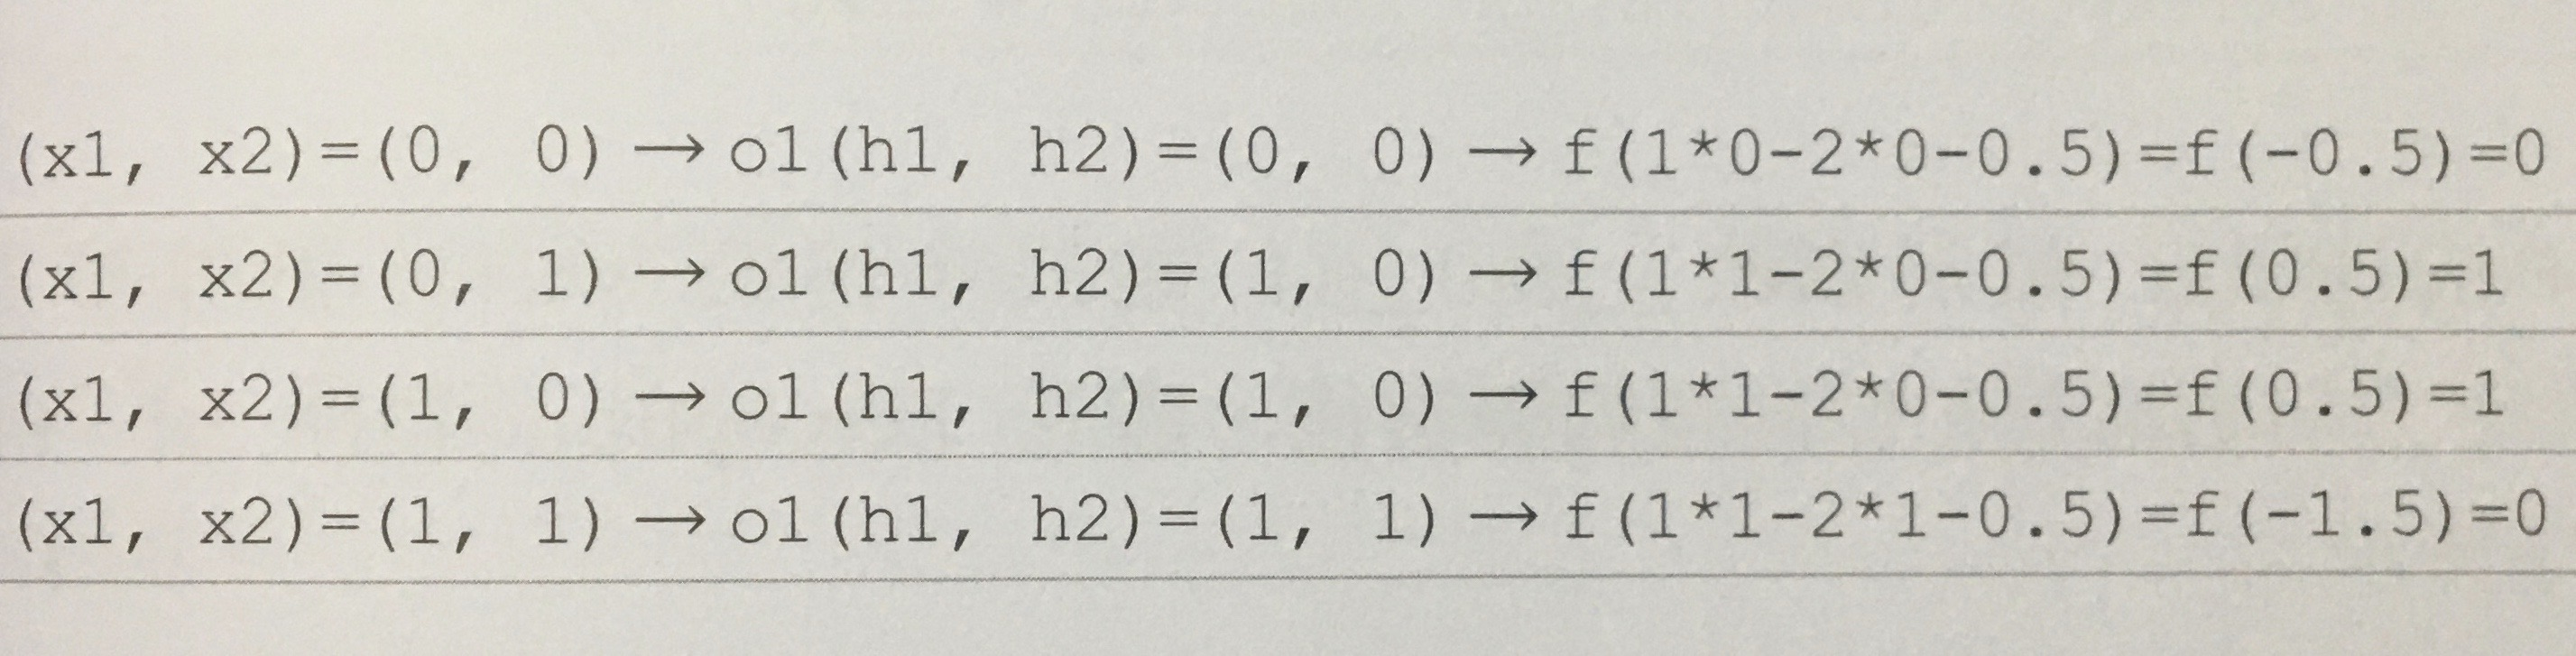 (x1, x2)=(0, 0) → o1(h1, h2)=(0, 0) → f(1*0-2*0-0.5)=f(-0.5)=0
(x1, x2)=(0, 1) → o1(h1, h2)=(1, 0) → f(1*1-2*0-0.5)=f(0.5)=1
(x1, x2)=(1, 0) → o1(h1, h2)=(1, 0) → f(1*1-2*0-0.5)=f(0.5)=1
(x1, x2)=(1, 1) → o1(h1, h2)=(1, 1) → f(1*1-2*1-0.5)=f(-1.5)=0